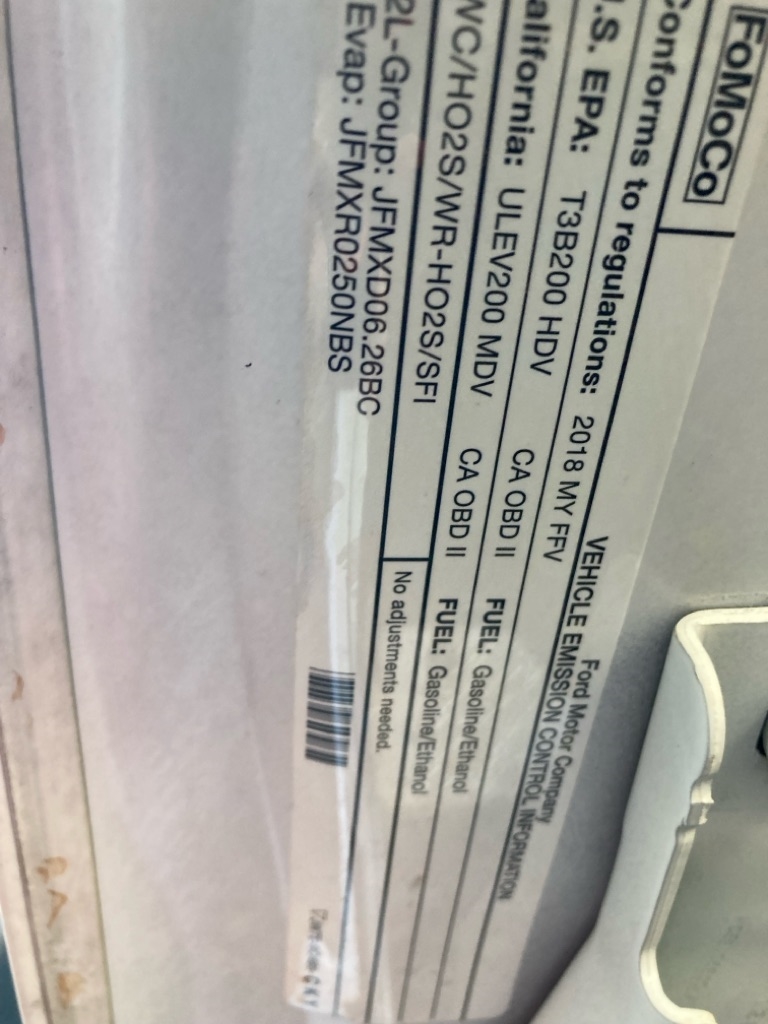 FoMoCo
Ford Motor Company
VEHICLE EMISSION CONTROL INFORMATION
Conforms to regulations: 2018 MY FFV
.S. EPA: T3B200 HDV CA OBD II FUEL: Gasoline/Ethanol
alifornia: ULEV200 MDV CA OBD II FUEL: Gasoline/Ethanol
WC/HO2S/WR-HO2S/SFI
No adjustments needed.
2L-Group: JFMXD06.26BC
Evap: JFMXR0250NBS